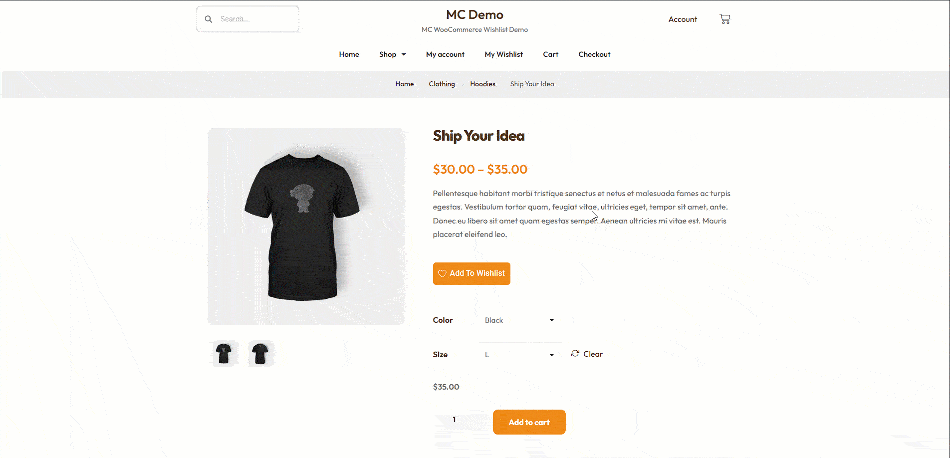 Search...
MC Demo
MC WooCommerce Wishlist Demo
Account
Home Shop My account My Wishlist Cart Checkout
Home Clothing Hoodies Ship Your Idea
Ship Your Idea
$30.00 – $35.00
Pellentesque habitant morbi tristique senectus et netus et malesuada fames ac turpis
egestas. Vestibulum tortor quam, feugiat vitae, ultricies eget, tempor sit amet, ante.
Donec eu libero sit amet quam egestas semper. Aenean ultricies mi vitae est. Mauris
placerat eleifend leo.
Add To Wishlist
Color Black
Size L Clear
$35.00
1 Add to cart